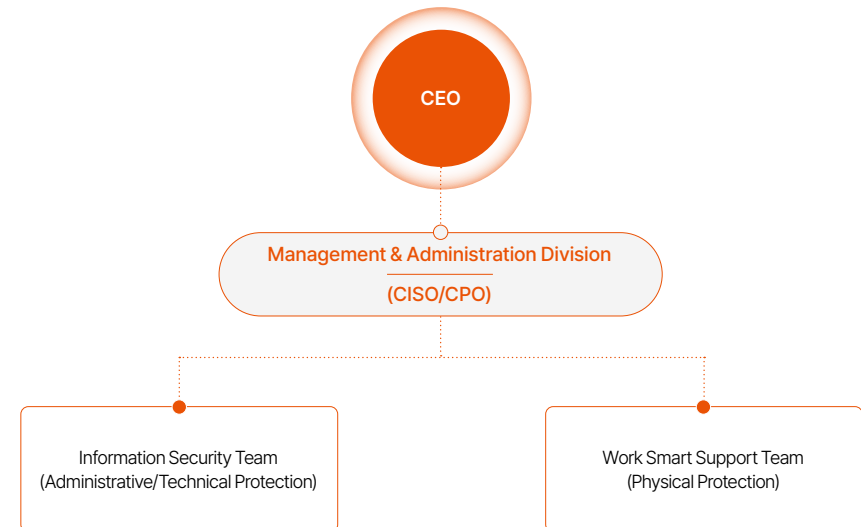 CEO
Management & Administration Division
(CISO/CPO)
Information Security Team
(Administrative/Technical Protection)
Work Smart Support Team
(Physical Protection)